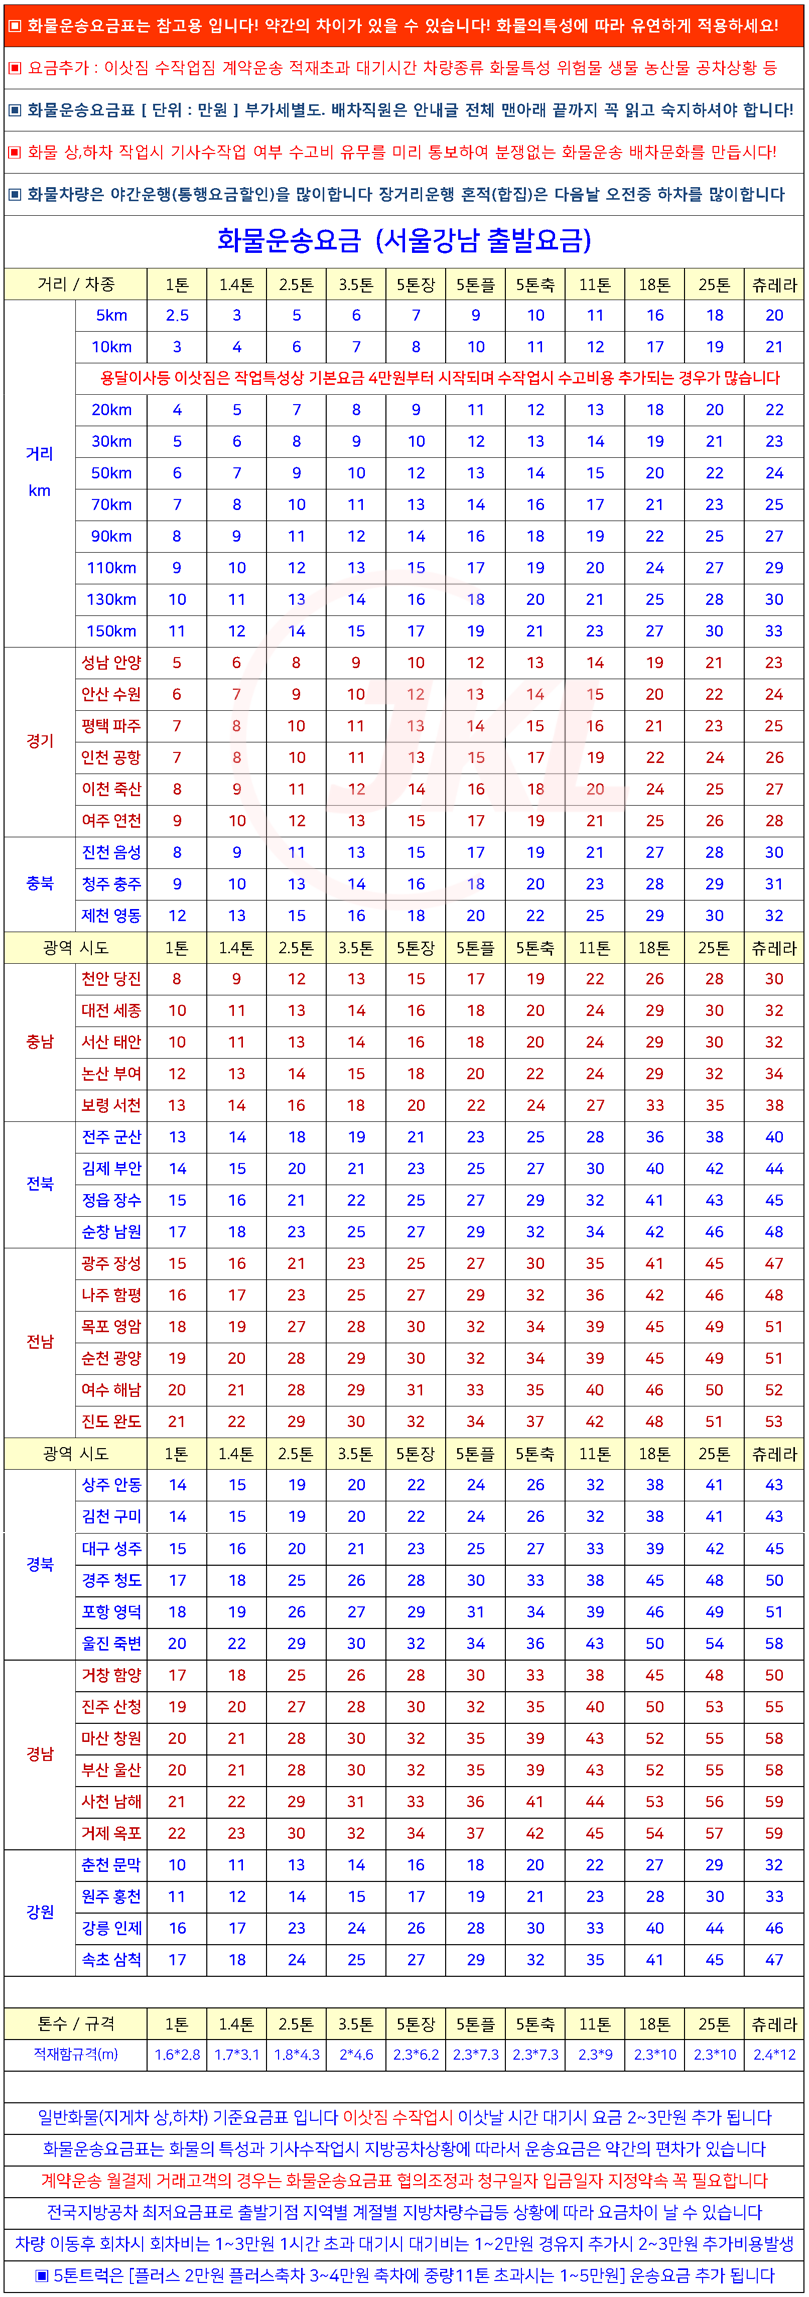 ▣ 화물운송요금표는 참고용 입니다! 약간의 차이가 있을 수 있습니다! 화물의특성에 따라 유연하게 적용하세요!
▣ 요금추가 : 이삿짐 수작업짐 계약운송 적재초과 대기시간 차량종류 화물특성 위험물 생물 농산물 공차상황 등
▣ 화물운송요금표 [ 단위 : 만원 ] 부가세별도. 배차직원은 안내글 전체 맨아래 끝까지 꼭 읽고 숙지하셔야 합니다!
▣ 화물 상,하차 작업시 기사수작업 여부 수고비 유무를 미리 통보하여 분쟁없는 화물운송 배차문화를 만듭시다!
▣ 화물차량은 야간운행(통행요금할인)을 많이합니다 장거리운행 혼적(합집)은 다음날 오전중 하차를 많이합니다
화물운송요금 (서울강남 출발요금)
거리 / 차종 1톤 1.4톤 2.5톤 3.5톤 5톤장 5톤플 5톤축 11톤 18톤 25톤 츄레라
5km 2.5 3 5 6 7 9 10 11 16 18 20
10km 3 4 6 7 8 10 11 12 17 19 21
용달이사등 이삿짐은 작업특성상 기본요금 4만원부터 시작되며 수작업시 수고비용 추가되는 경우가 많습니다
20km 4 5 7 8 9 11 12 13 18 20 22
30km 5 6 8 9 10 12 13 14 19 21 23
거리
km
50km 6 7 9 10 12 13 14 15 20 22 24
70km 7 8 10 11 13 14 16 17 21 23 25
90km 8 9 11 12 14 16 18 19 22 25 27
110km 9 10 12 13 15 17 19 20 24 27 29
130km 10 11 13 14 16 18 20 21 25 28 30
150km 11 12 14 15 17 19 21 23 27 30 33
성남 안양 5 6 8 9 10 12 13 14 19 21 23
안산 수원 6 7 9 10 12 13 14 15 20 22 24
평택 파주 7 8 10 11 13 14 15 16 21 23 25
경기
인천 공항 7 8 10 11 13 15 17 19 22 24 26
이천 죽산 8 9 11 12 14 16 18 20 24 25 27
여주 연천 9 10 12 13 15 17 19 21 25 26 28
JKL
진천 음성 8 9 11 13 15 17 19 21 27 28 30
충북 청주 충주 9 10 13 14 16 18 20 23 28 29 31
제천 영동 12 13 15 16 18 20 22 25 29 30 32
광역 시도 1톤 1.4톤 2.5톤 3.5톤 5톤장 5톤플 5톤축 11톤 18톤 25톤 츄레라
천안 당진 8 9 12 13 15 17 19 22 26 28 30
대전 세종 10 11 13 14 16 18 20 24 29 30 32
충남 서산 태안 10 11 13 14 16 18 20 24 29 30 32
논산 부여 12 13 14 15 18 20 22 24 29 32 34
보령 서천 13 14 16 18 20 22 24 27 33 35 38
전주 군산 13 14 18 19 21 23 25 28 36 38 40
김제 부안 14 15 20 21 23 25 27 30 40 42 44
전북
정읍 장수 15 16 21 22 25 27 29 32 41 43 45
순창 남원 17 18 23 25 27 29 32 34 42 46 48
광주 장성 15 16 21 23 25 27 30 35 41 45 47
나주 함평 16 17 23 25 27 29 32 36 42 46 48
목포 영암 18 19 27 28 30 32 34 39 45 49 51
전남
순천 광양 19 20 28 29 30 32 34 39 45 49 51
여수 해남 20 21 28 29 31 33 35 40 46 50 52
진도 완도 21 22 29 30 32 34 37 42 48 51 53
광역 시도 1톤 1.4톤 2.5톤 3.5톤 5톤장 5톤플 5톤축 11톤 18톤 25톤 츄레라
상주 안동 14 15 19 20 22 24 26 32 38 41 43
김천 구미 14 15 19 20 22 24 26 32 38 41 43
대구 성주 15 16 20 21 23 25 27 33 39 42 45
경북
경주 청도 17 18 25 26 28 30 33 38 45 48 50
포항 영덕 18 19 26 27 29 31 34 39 46 49 51
울진 죽변 20 22 29 30 32 34 36 43 50 54 58
거창 함양 17 18 25 26 28 30 33 38 45 48 50
진주 산청 19 20 27 28 30 32 35 40 50 53 55
마산 창원 20 21 28 30 32 35 39 43 52 55 58
경남
부산 울산 20 21 28 30 32 35 39 43 52 55 58
사천 남해 21 22 29 31 33 36 41 44 53 56 59
거제 옥포 22 23 30 32 34 37 42 45 54 57 59
춘천 문막 10 11 13 14 16 18 20 22 27 29 32
원주 홍천 11 12 14 15 17 19 21 23 28 30 33
강원
강릉 인제 16 17 23 24 26 28 30 33 40 44 46
속초 삼척 17 18 24 25 27 29 32 35 41 45 47
톤수 / 규격 1톤 1.4톤 2.5톤 3.5톤 5톤장 5톤플 5톤축 11톤 18톤 25톤 츄레라
적재함규격(m) 1.6*2.8 1.7*3.1 1.8*4.3 2*4.6 2.3*6.2 2.3*7.3 2.3*7.3 2.3*9 2.3*10 2.3*10 2.4*12
일반화물(지게차 상,하차) 기준요금표 입니다 이삿짐 수작업시 이삿날 시간 대기시 요금 2~3만원 추가 됩니다
화물운송요금표는 화물의 특성과 기사수작업시 지방공차상황에 따라서 운송요금은 약간의 편차가 있습니다
계약운송 월결제 거래고객의 경우는 화물운송요금표 협의조정과 청구일자 입금일자 지정약속 꼭 필요합니다
전국지방공차 최저요금표로 출발기점 지역별 계절별 지방차량수급등 상황에 따라 요금차이 날 수 있습니다
차량 이동후 회차시 회차비는 1~3만원 1시간 초과 대기시 대기비는 1~2만원 경유지 추가시 2~3만원 추가비용발생
▣ 5톤트럭은 [플러스 2만원 플러스축차 3~4만원 축차에 중량11톤 초과시는 1~5만원] 운송요금 추가 됩니다